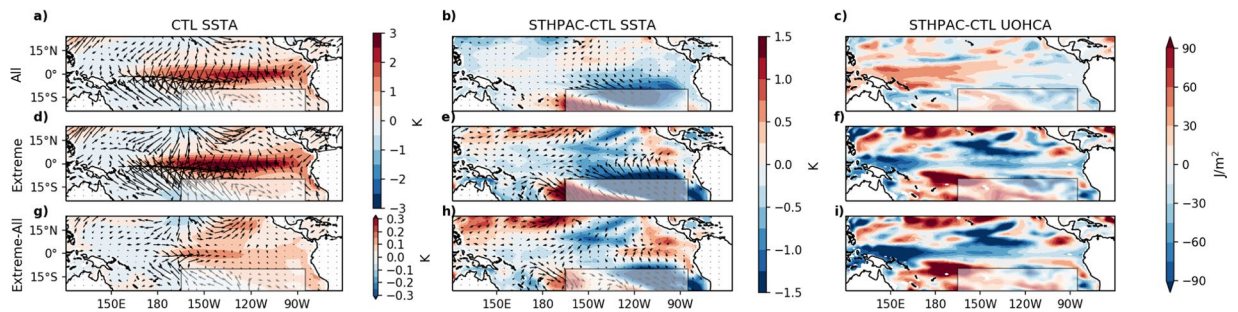 a) CTL SSTA
b) STHPAC-CTL SSTA
c) STHPAC-CTL UOHCA
All
15°N
0°
15°S
3
2
1
0
−1
−2
−3
K
1.5
1.0
0.5
0.0
−0.5
−1.0
−1.5
K
90
60
30
0
−30
−60
−90
J/m²
d)
e)
f)
Extreme
15°N
0°
15°S
g)
h)
i)
Extreme-All
15°N
0°
15°S
0.3
0.2
0.1
0.0
−0.1
−0.2
−0.3
K
150E 180 150W 120W 90W
150E 180 150W 120W 90W
150E 180 150W 120W 90W